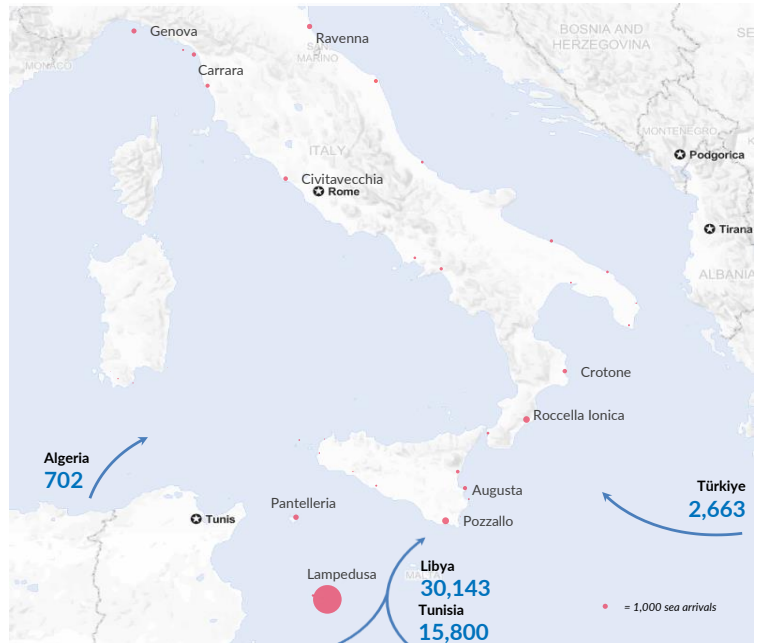 Genova
Ravenna
BOSNIA AND
HERZEGOVINA
SE
SAN
MARINO
MONACO
Carrara
MONTENEGRO
K
ITALY
Podgorica
Civitavecchia
Rome
Tirana
ALBANIA
Crotone
Roccella Ionica
Algeria
702
Augusta
Türkiye
2,663
Pantelleria
Tunis
Pozzallo
Lampedusa
Libya
MALTA
30,143
Tunisia
15,800
= 1,000 sea arrivals